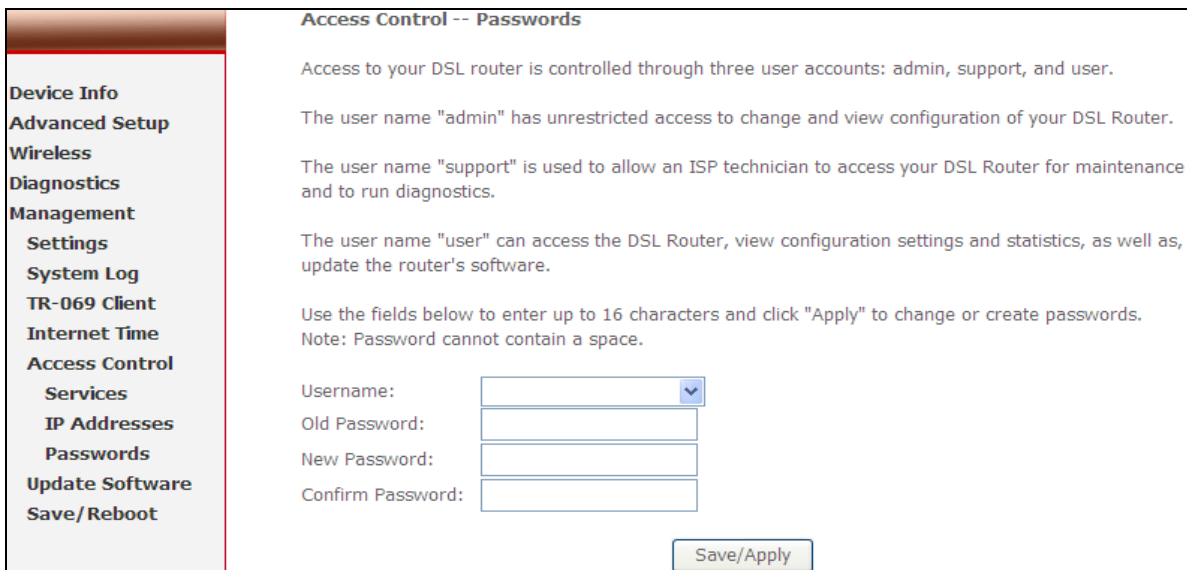 Device Info
Advanced Setup
Wireless
Diagnostics
Management
Settings
System Log
TR-069 Client
Internet Time
Access Control
Services
IP Addresses
Passwords
Update Software
Save/Reboot
Access Control -- Passwords
Access to your DSL router is controlled through three user accounts: admin, support, and user.
The user name "admin" has unrestricted access to change and view configuration of your DSL Router.
The user name "support" is used to allow an ISP technician to access your DSL Router for maintenance
and to run diagnostics.
The user name "user" can access the DSL Router, view configuration settings and statistics, as well as,
update the router's software.
Use the fields below to enter up to 16 characters and click "Apply" to change or create passwords.
Note: Password cannot contain a space.
Username:
Old Password:
New Password:
Confirm Password:
Save/Apply